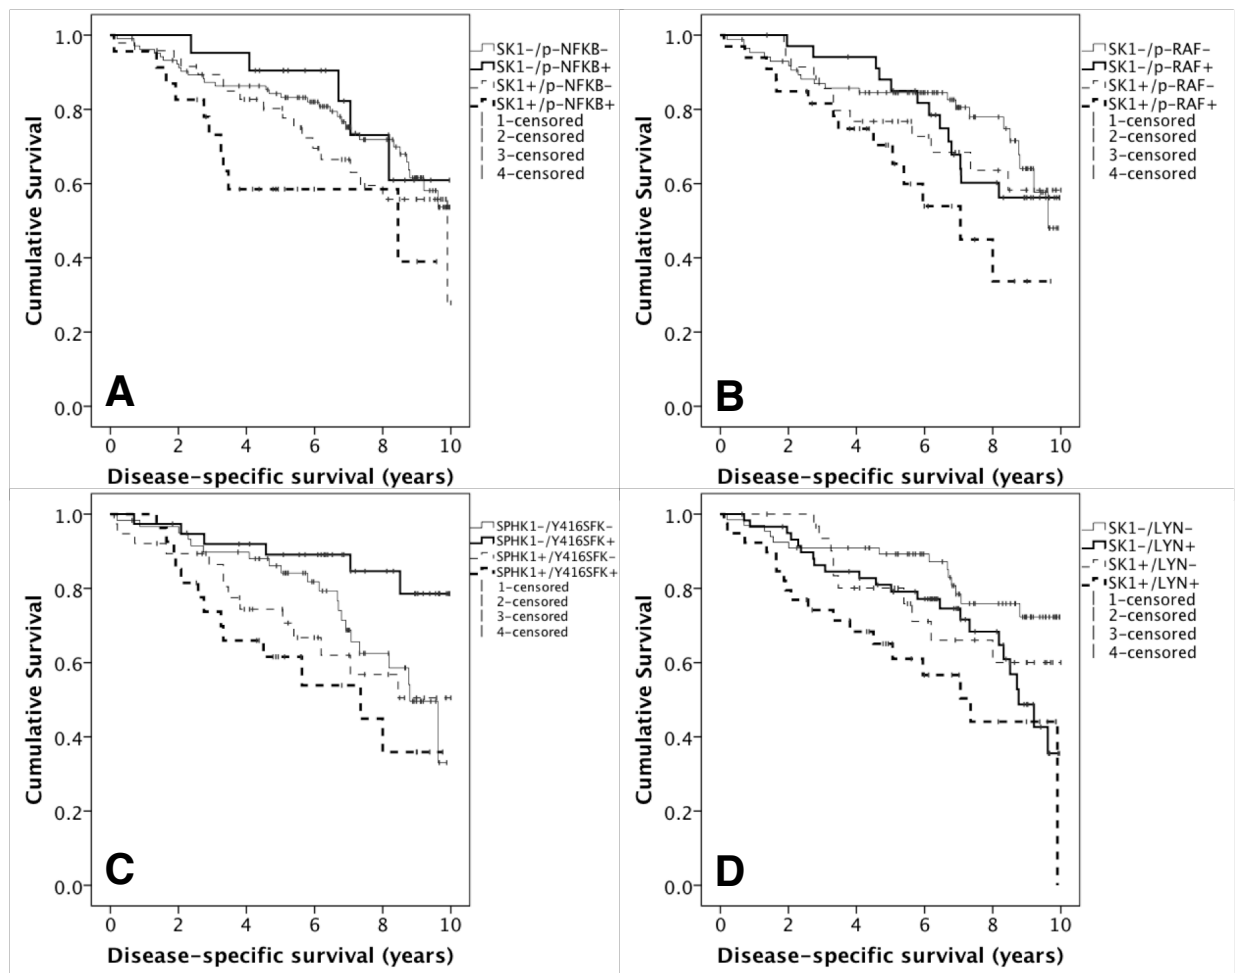 1.0
0.8
0.6
0.4
0.2
0.0
Cumulative Survival
A
0 2 4 6 8 10
Disease-specific survival (years)
SK1-/p-NFKB-
SK1-/p-NFKB+
SK1+/p-NFKB-
SK1+/p-NFKB+
1-censored
2-censored
3-censored
4-censored
1.0
0.8
0.6
0.4
0.2
0.0
Cumulative Survival
B
0 2 4 6 8 10
Disease-specific survival (years)
SK1-/p-RAF-
SK1-/p-RAF+
SK1+/p-RAF-
SK1+/p-RAF+
1-censored
2-censored
3-censored
4-censored
1.0
0.8
0.6
0.4
0.2
0.0
Cumulative Survival
C
0 2 4 6 8 10
Disease-specific survival (years)
SPHK1-/Y416SFK-
SPHK1-/Y416SFK+
SPHK1+/Y416SFK-
SPHK1+/Y416SFK+
1-censored
2-censored
3-censored
4-censored
1.0
0.8
0.6
0.4
0.2
0.0
Cumulative Survival
D
0 2 4 6 8 10
Disease-specific survival (years)
SK1-/LYN-
SK1-/LYN+
SK1+/LYN-
SK1+/LYN+
1-censored
2-censored
3-censored
4-censored